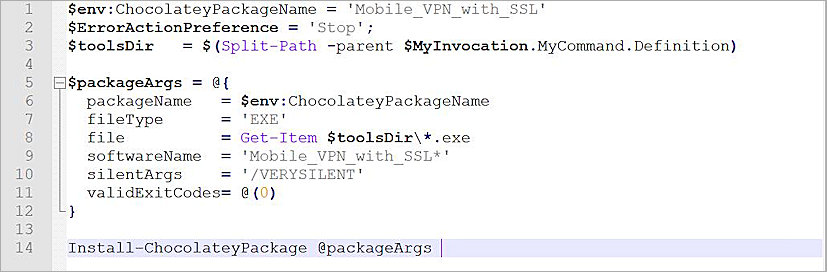 1 $env:ChocolateyPackageName = 'Mobile_VPN_with_SSL'
2 $ErrorActionPreference = 'Stop';
3 $toolsDir   = $(Split-Path -parent $MyInvocation.MyCommand.Definition)
4
5 $packageArgs = @{
6   packageName   = $env:ChocolateyPackageName
7   fileType      = 'EXE'
8   file          = Get-Item $toolsDir\*.exe
9   softwareName  = 'Mobile_VPN_with_SSL*'
10   silentArgs    = '/VERYSILENT'
11   validExitCodes= @(0)
12 }
13
14 Install-ChocolateyPackage @packageArgs